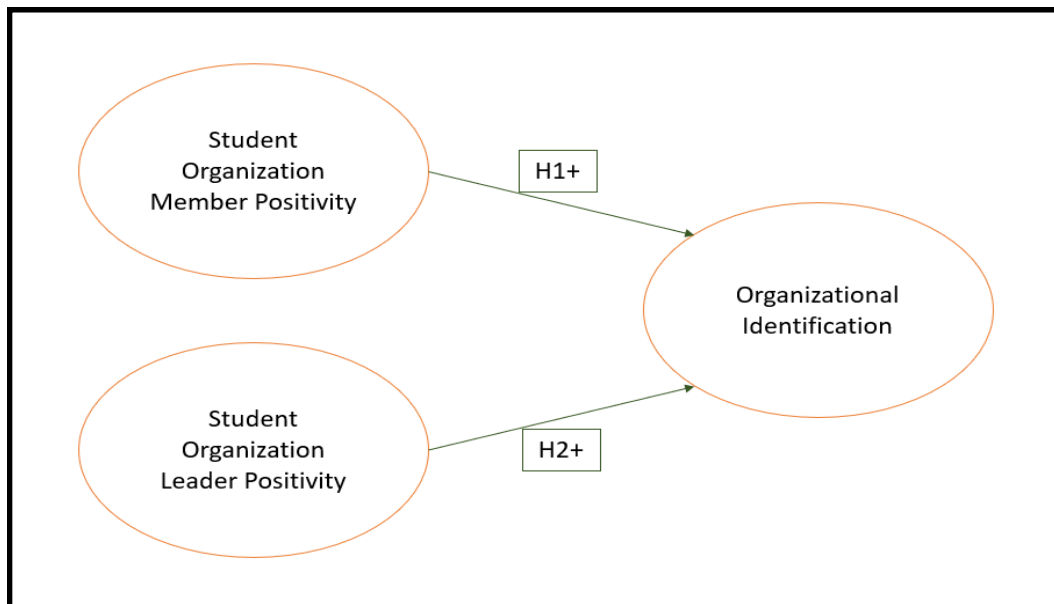 Student
Organization
Member Positivity
H1+
Organizational
Identification
Student
Organization
Leader Positivity
H2+